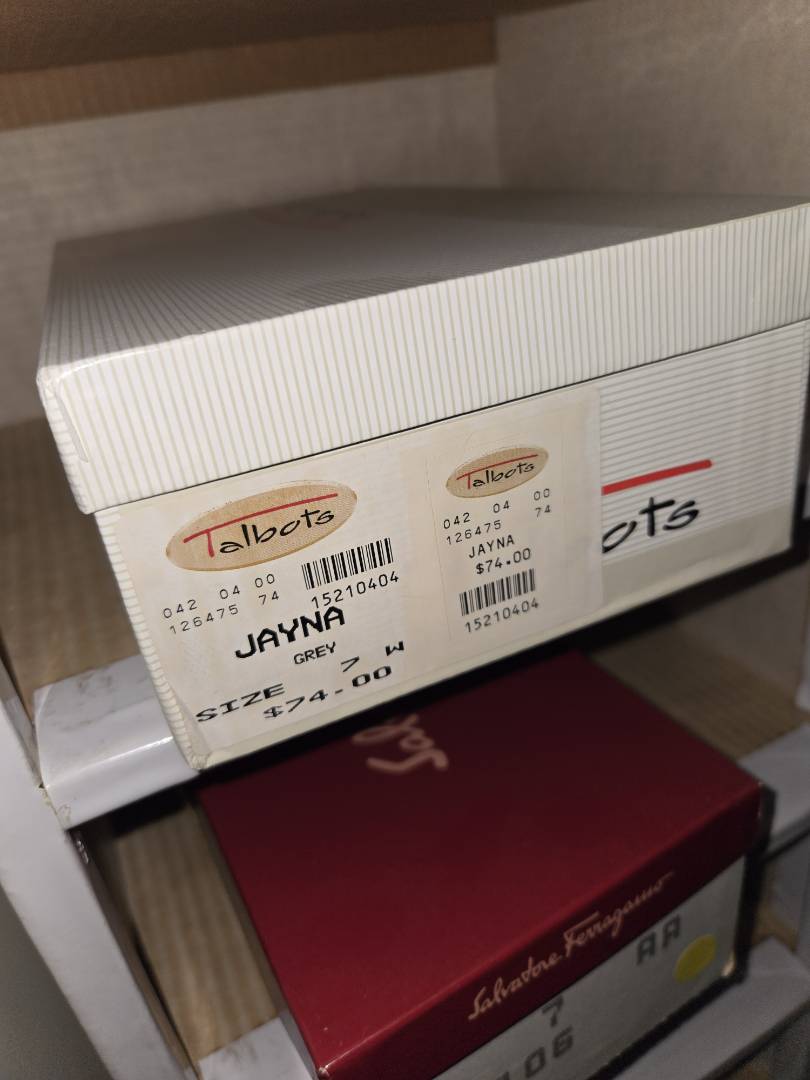 Talbots
042 04 00
126475 74
15210404
JAYNA
GREY
SIZE 7 W
$74.00
Talbots
042 04 00
126475 74
JAYNA
$74.00
15210404
ots
Salvatore Ferragamo
AA
7